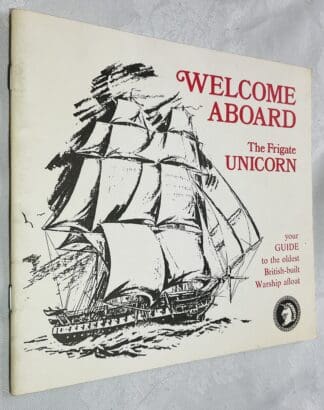 WELCOME
ABOARD
The Frigate
UNICORN
your
GUIDE
to the oldest
British-built
Warship afloat